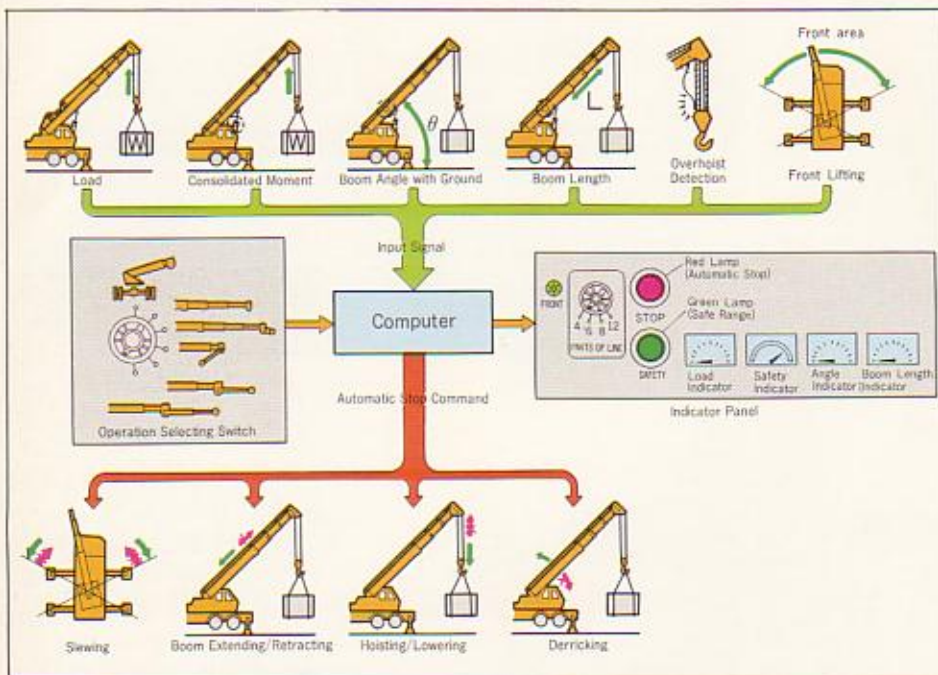 Front area
W
W
θ
L
Load
Consolidated Moment
Boom Angle with Ground
Boom Length
Overhoist
Detection
Front Lifting
Input Signal
Operation Selecting Switch
Computer
Automatic Stop Command
FRONT
4 6 8 12
PARTS OF LINE
Red Lamp
(Automatic Stop)
STOP
Green Lamp
(Safe Range)
SAFETY
Load
Indicator
Safety
Indicator
Angle
Indicator
Boom Length
Indicator
Indicator Panel
Slewing
Boom Extending/Retracting
Hoisting/Lowering
Derricking